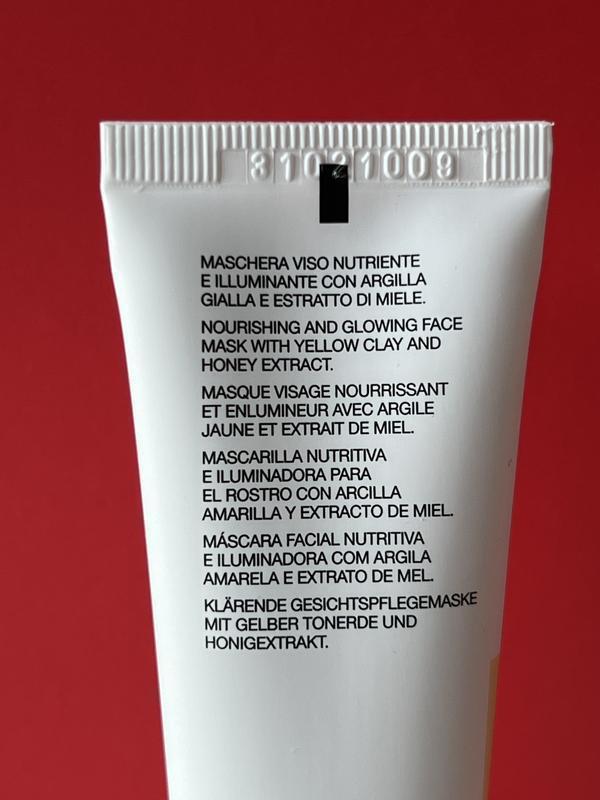 31021009
MASCHERA VISO NUTRIENTE
E ILLUMINANTE CON ARGILLA
GIALLA E ESTRATTO DI MIELE.
NOURISHING AND GLOWING FACE
MASK WITH YELLOW CLAY AND
HONEY EXTRACT.
MASQUE VISAGE NOURRISSANT
ET ENLUMINEUR AVEC ARGILE
JAUNE ET EXTRAIT DE MIEL.
MASCARILLA NUTRITIVA
E ILUMINADORA PARA
EL ROSTRO CON ARCILLA
AMARILLA Y EXTRACTO DE MIEL.
MÁSCARA FACIAL NUTRITIVA
E ILUMINADORA COM ARGILA
AMARELA E EXTRATO DE MEL.
KLÄRENDE GESICHTSPFLEGEMASKE
MIT GELBER TONERDE UND
HONIGEXTRAKT.